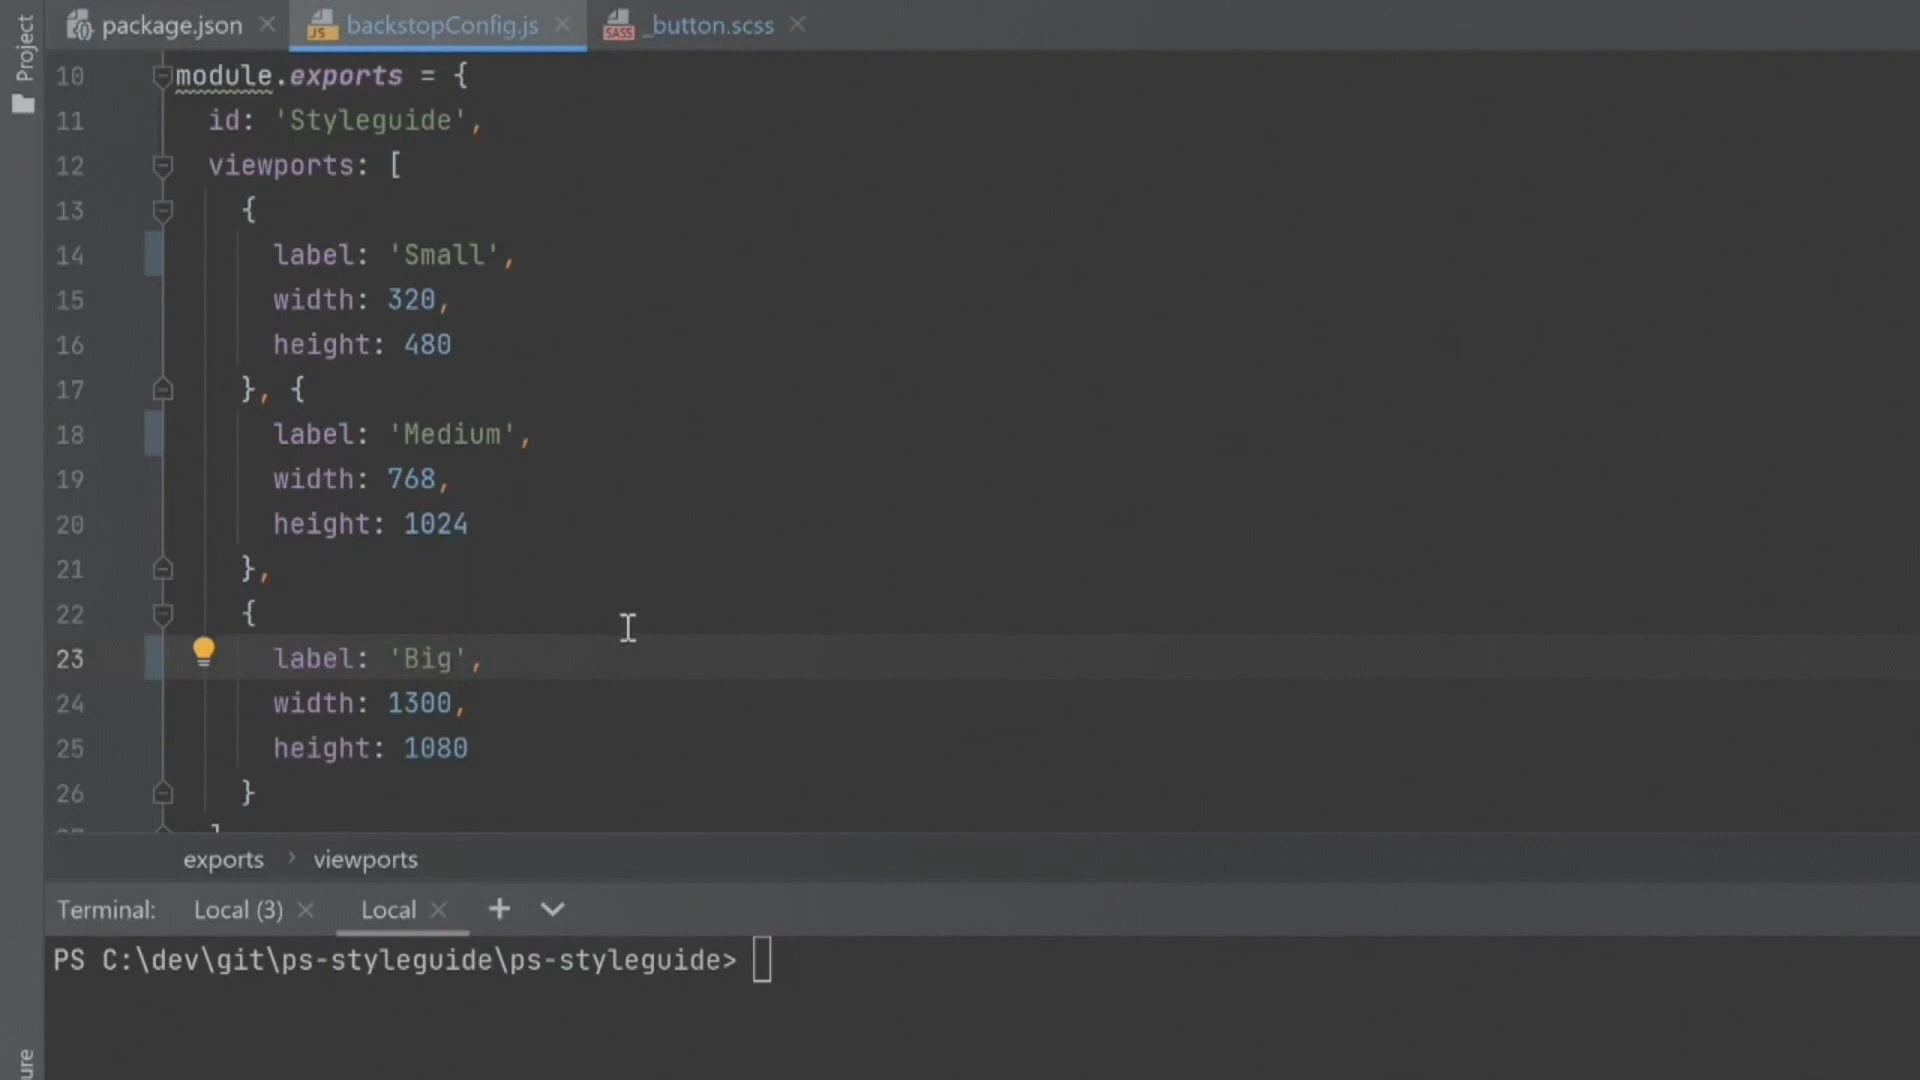 Project
package.json
backstopConfig.js
_button.scss
10 module.exports = {
11 id: 'Styleguide',
12 viewports: [
13 {
14 label: 'Small',
15 width: 320,
16 height: 480
17 }, {
18 label: 'Medium',
19 width: 768,
20 height: 1024
21 },
22 {
23 label: 'Big',
24 width: 1300,
25 height: 1080
26 }
exports › viewports
Terminal: Local (3) Local
PS C:\dev\git\ps-styleguide\ps-styleguide>